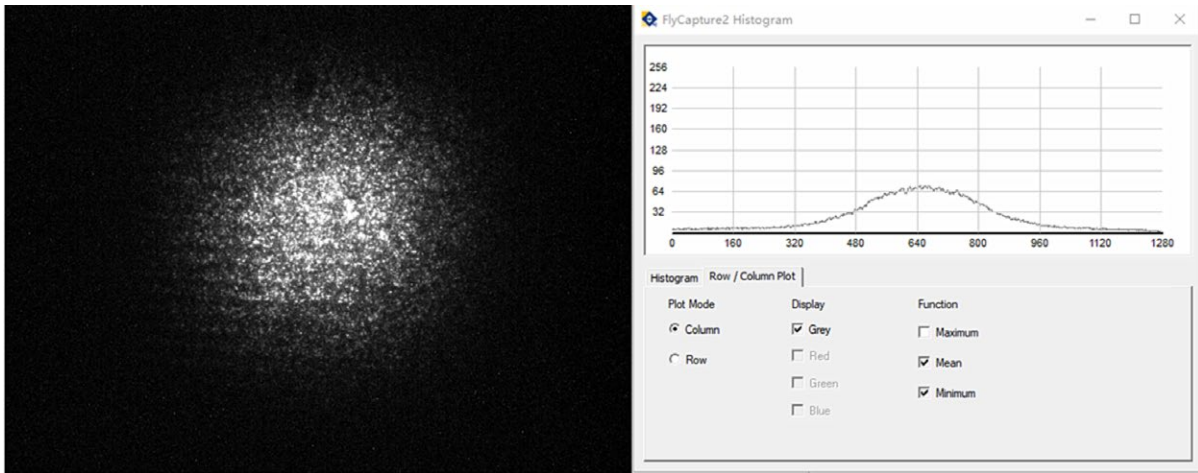 FlyCapture2 Histogram
256
224
192
160
128
96
64
32
0 160 320 480 640 800 960 1120 1280
Histogram Row / Column Plot
Plot Mode Display Function
Column Grey Maximum
Row Red Mean
Green Minimum
Blue